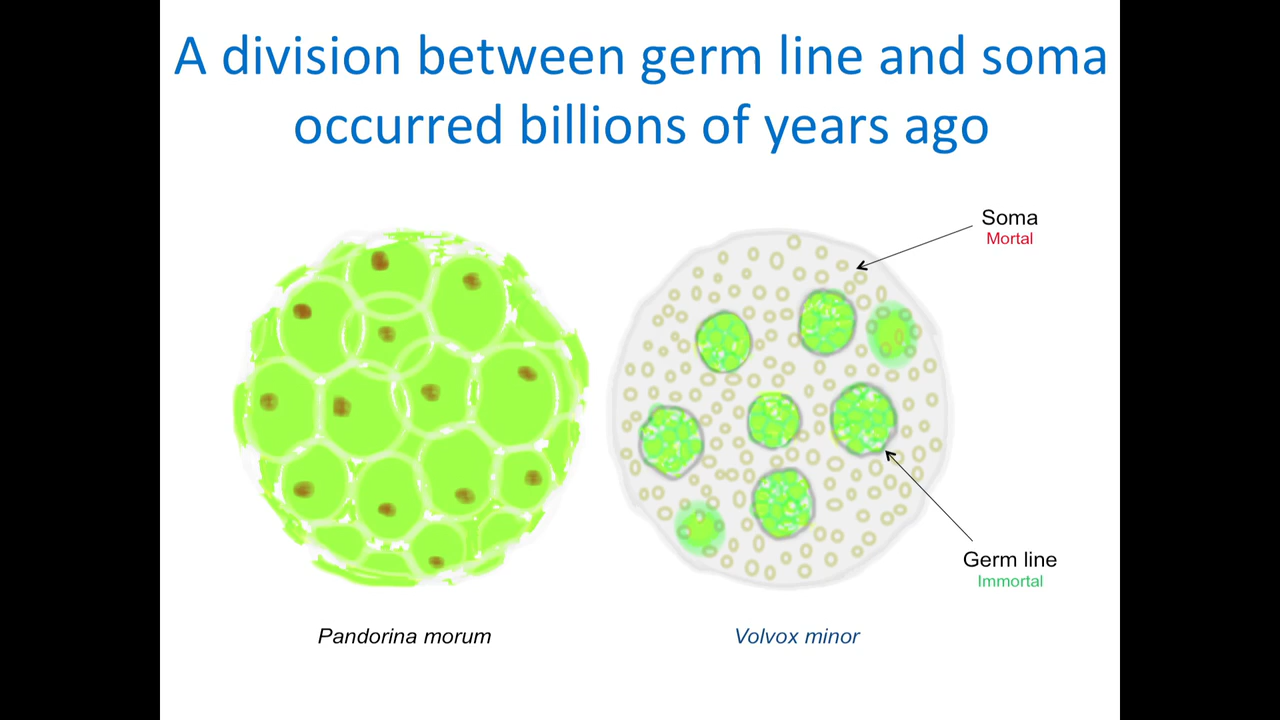 A division between germ line and soma
occurred billions of years ago
Soma
Mortal
Germ line
Immortal
Pandorina morum
Volvox minor